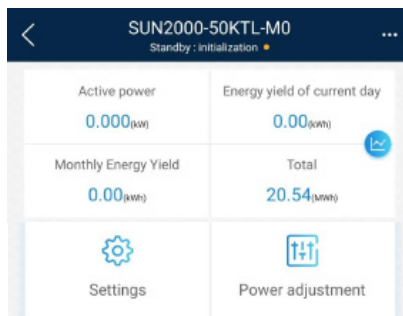 SUN2000-50KTL-M0
Standby : initialization
Active power
0.000(kW)
Energy yield of current day
0.00(kWh)
Monthly Energy Yield
0.00(kWh)
Total
20.54(MWh)
Settings
Power adjustment